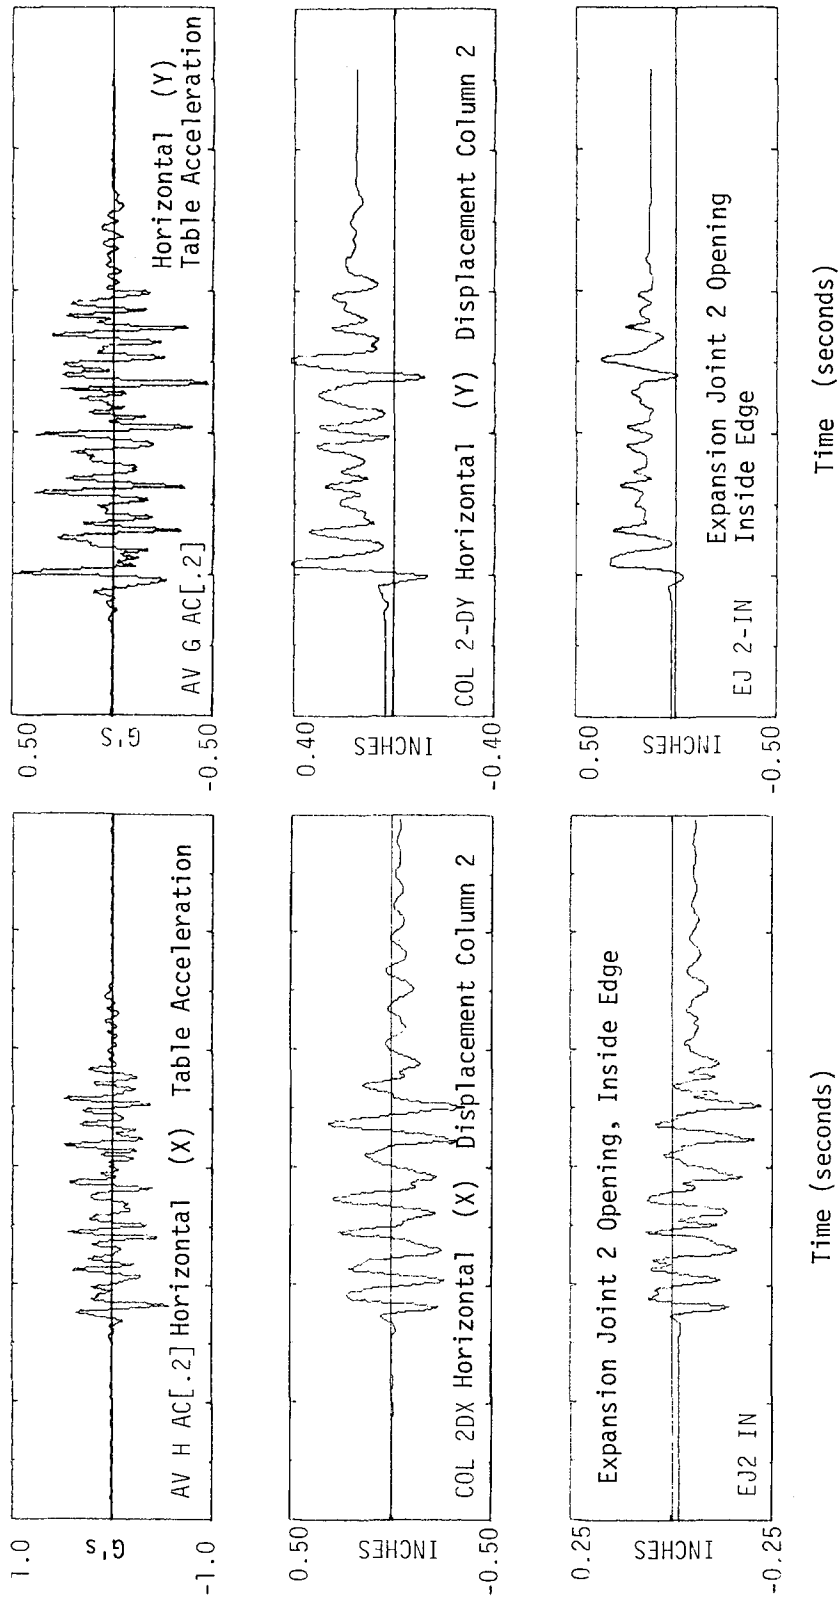 1.0
G's
-1.0
AV H AC[.2] Horizontal (X) Table Acceleration
0.50
INCHES
-0.50
COL 2DX Horizontal (X) Displacement Column 2
0.25
INCHES
-0.25
Expansion Joint 2 Opening, Inside Edge
EJ2 IN
Time (seconds)
0.50
G's
-0.50
Horizontal (Y)
Table Acceleration
AV G AC[.2]
0.40
INCHES
-0.40
COL 2-DY Horizontal (Y) Displacement Column 2
0.50
INCHES
-0.50
Expansion Joint 2 Opening
Inside Edge
EJ 2-IN
Time (seconds)